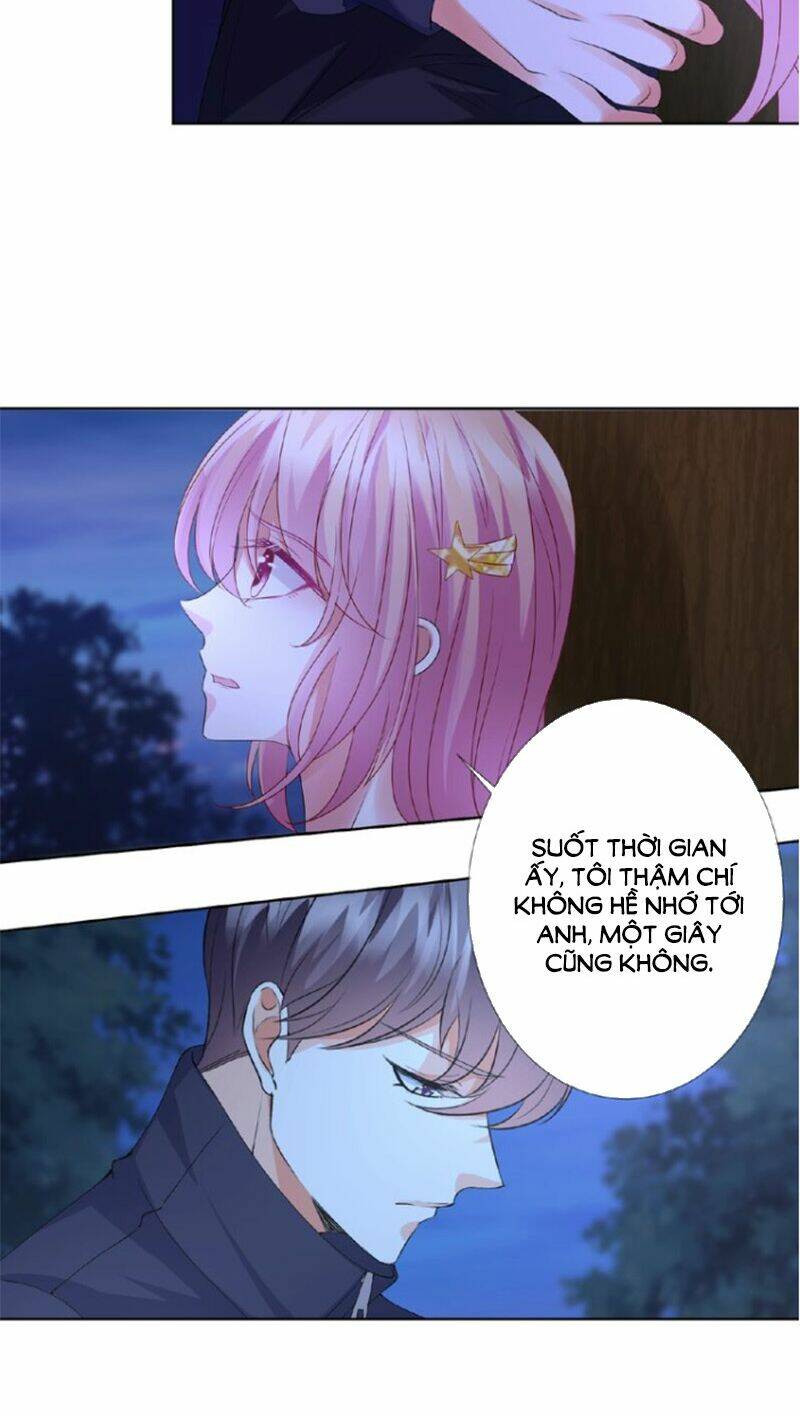 SUỐT THỜI GIAN
ẤY, TÔI THẬM CHÍ
KHÔNG HỀ NHỚ TỚI
ANH, MỘT GIÂY
CŨNG KHÔNG.